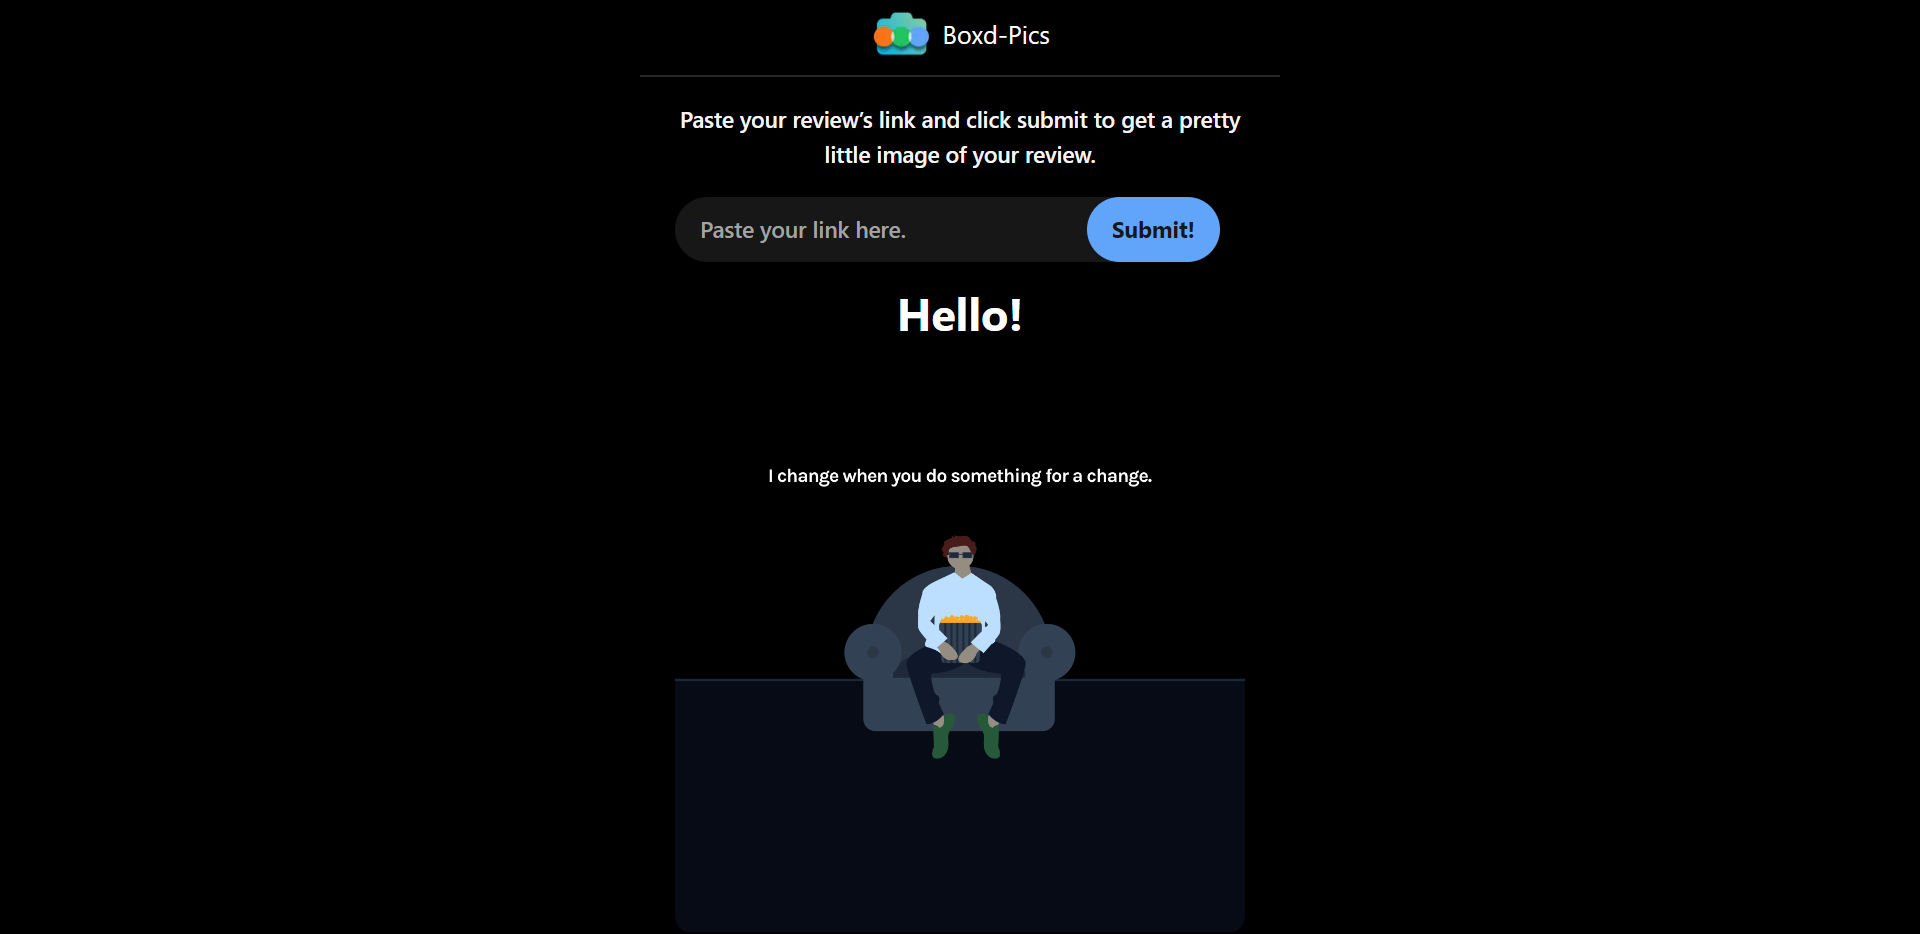 Boxd-Pics
Paste your review’s link and click submit to get a pretty
little image of your review.
Paste your link here.
Submit!
Hello!
I change when you do something for a change.